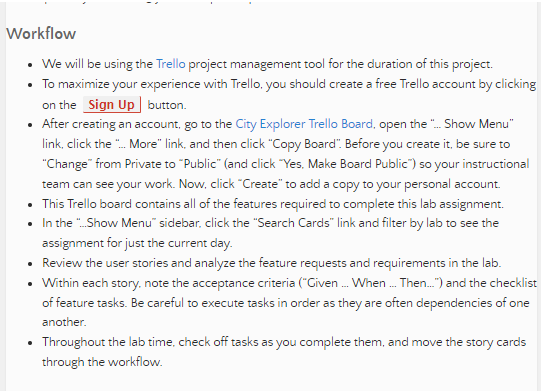 Workflow
We will be using the Trello project management tool for the duration of this project.
To maximize your experience with Trello, you should create a free Trello account by clicking
on the Sign Up button.
After creating an account, go to the City Explorer Trello Board, open the "... Show Menu"
link, click the "... More" link, and then click "Copy Board". Before you create it, be sure to
"Change" from Private to "Public" (and click "Yes, Make Board Public") so your instructional
team can see your work. Now, click "Create" to add a copy to your personal account.
This Trello board contains all of the features required to complete this lab assignment.
In the "...Show Menu" sidebar, click the "Search Cards" link and filter by lab to see the
assignment for just the current day.
Review the user stories and analyze the feature requests and requirements in the lab.
Within each story, note the acceptance criteria ("Given ... When ... Then...") and the checklist
of feature tasks. Be careful to execute tasks in order as they are often dependencies of one
another.
Throughout the lab time, check off tasks as you complete them, and move the story cards
through the workflow.